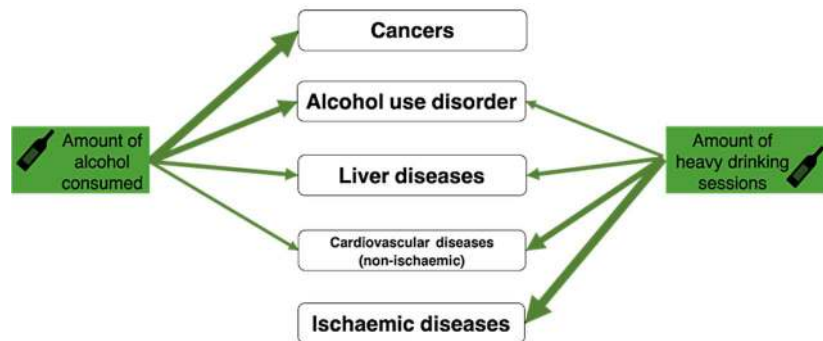 Cancers
Alcohol use disorder
Amount of
alcohol
consumed
Amount of
heavy drinking
sessions
Liver diseases
Cardiovascular diseases
(non-ischaemic)
Ischaemic diseases